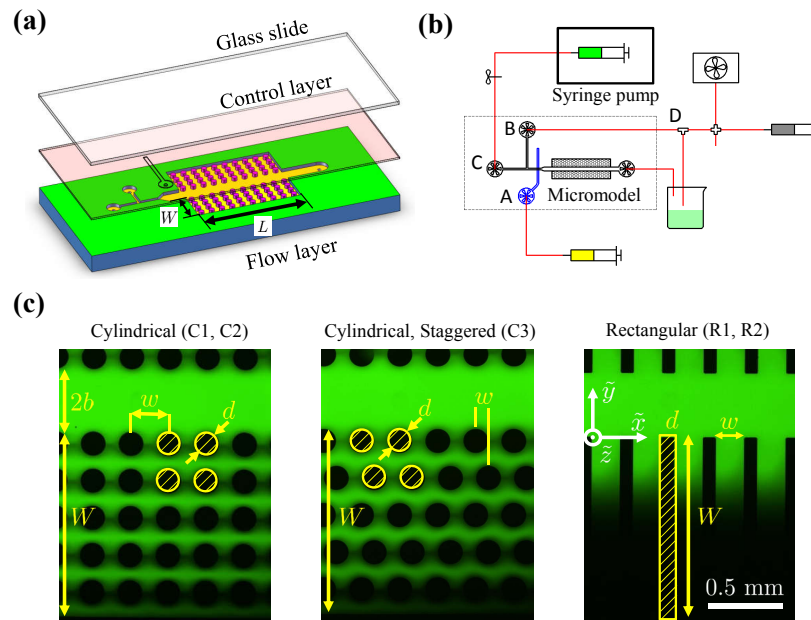 (a)
Glass slide
Control layer
W
L
Flow layer
(b)
Syringe pump
B
D
C
A
Micromodel
(c)
Cylindrical (C1, C2)
2b
w
d
W
Cylindrical, Staggered (C3)
w
d
W
Rectangular (R1, R2)
ỹ
x̃
z̃
d
w
W
0.5 mm